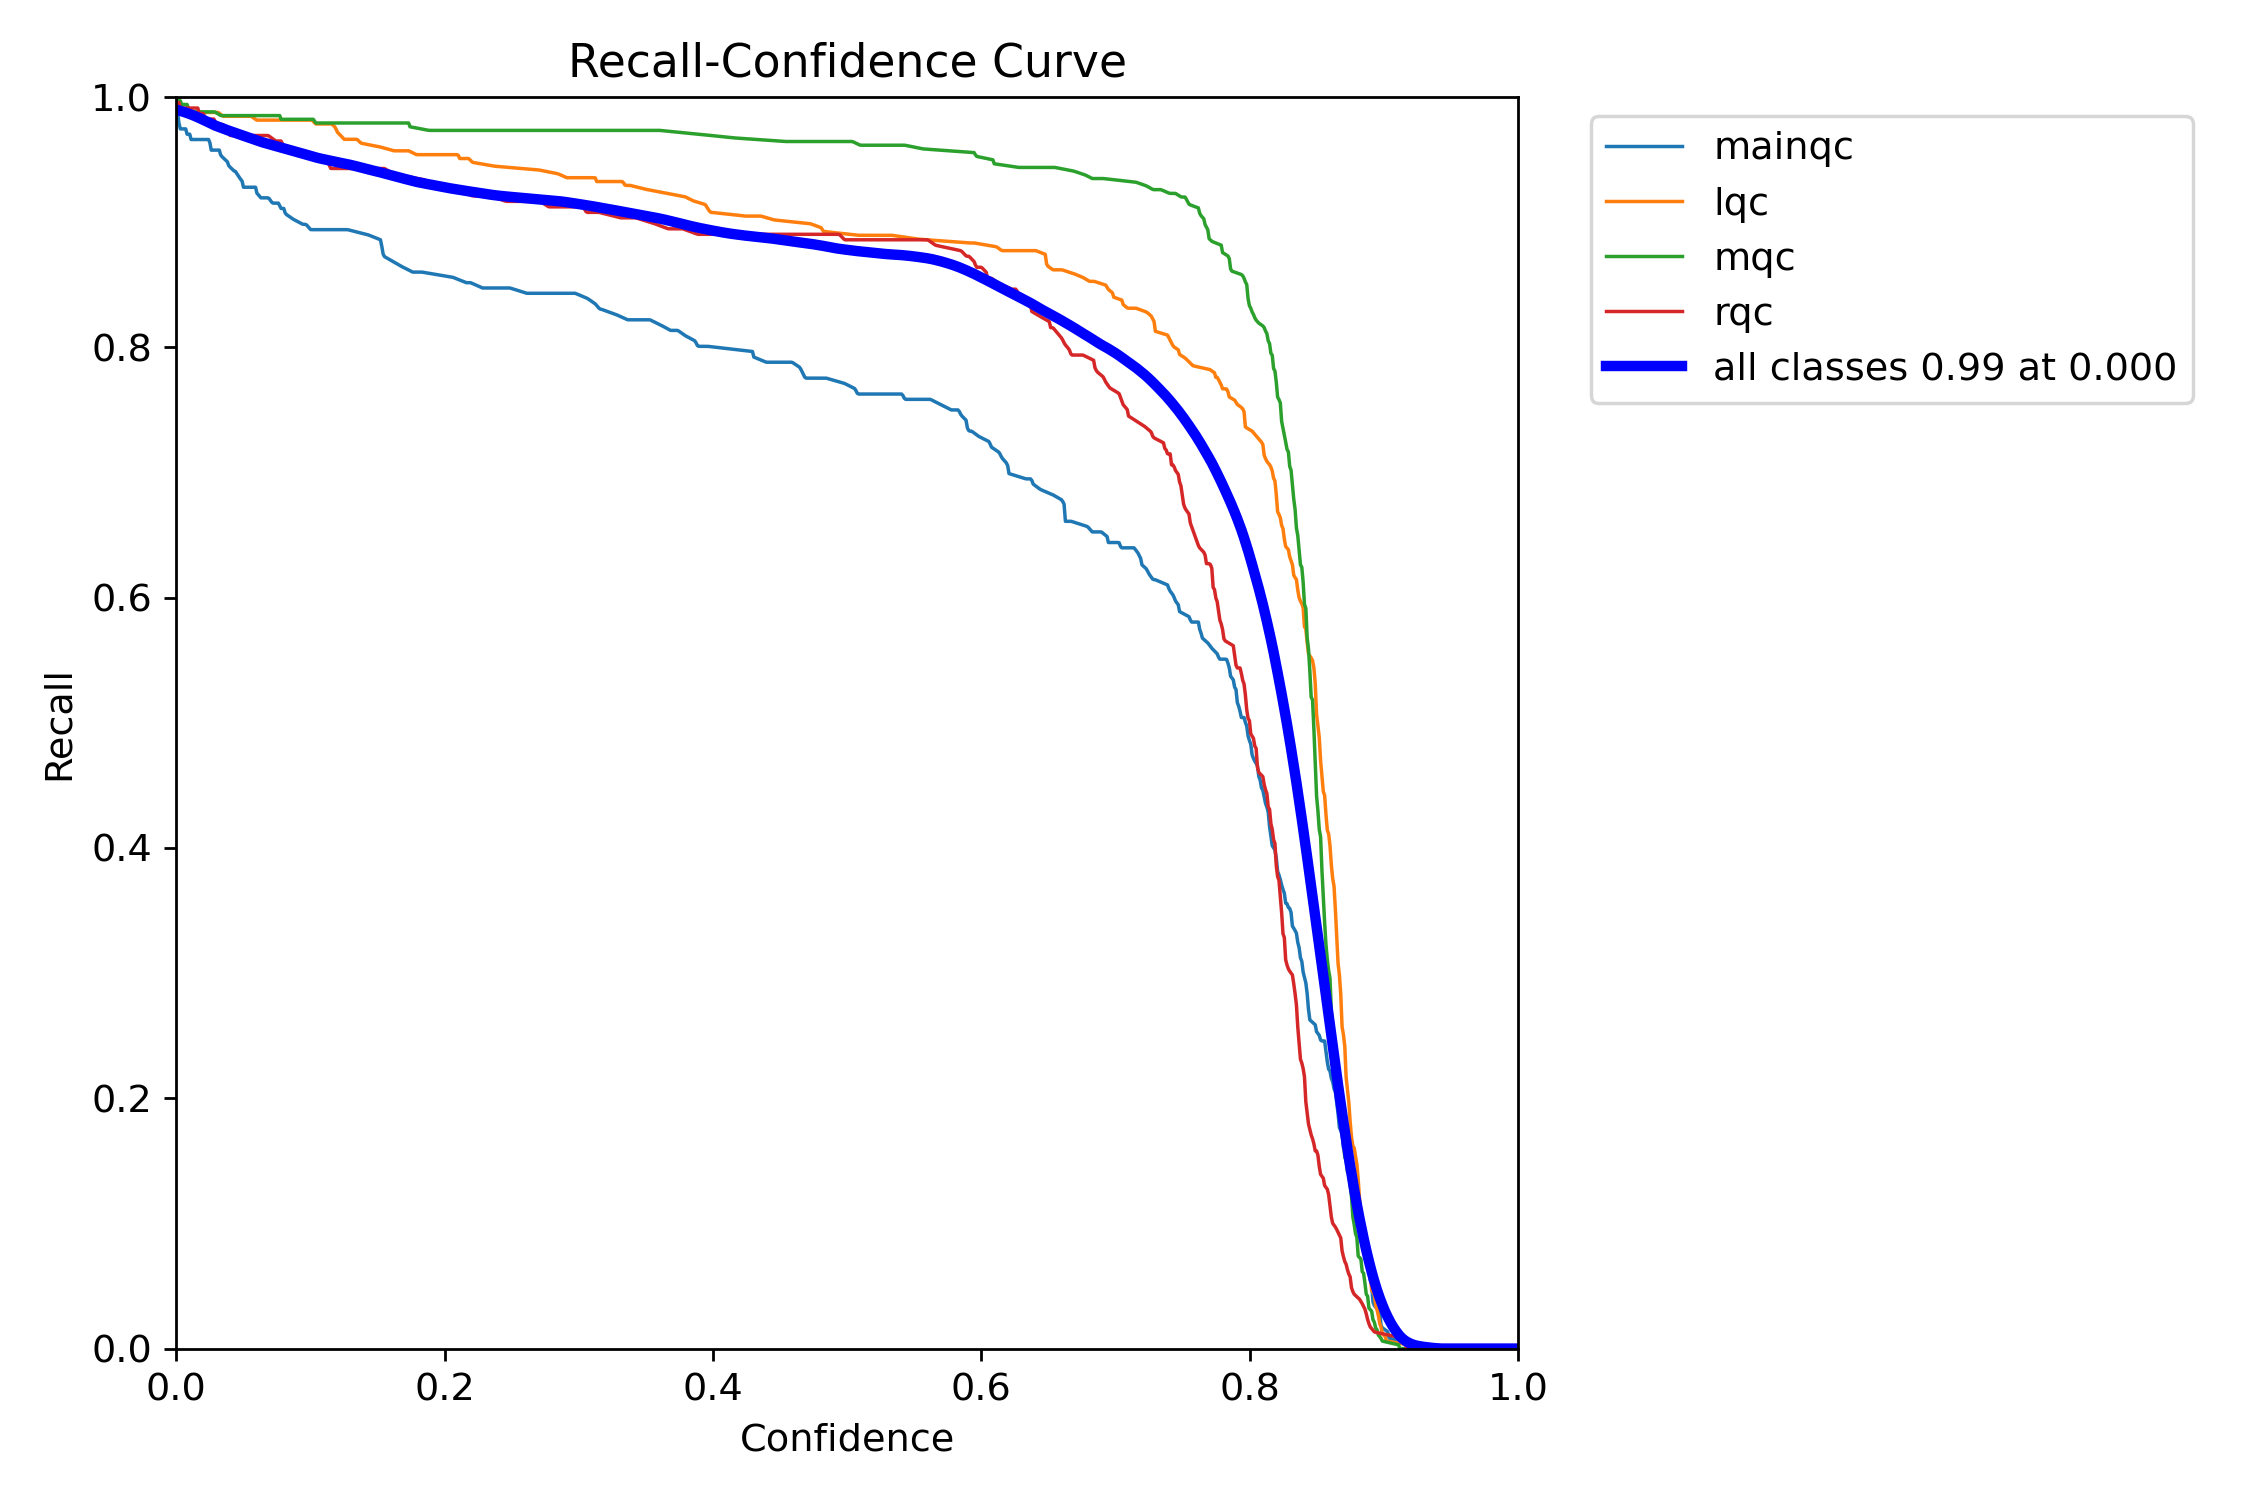 Recall-Confidence Curve
1.0
0.8
0.6
0.4
0.2
0.0
Recall
0.0 0.2 0.4 0.6 0.8 1.0
Confidence
mainqc
lqc
mqc
rqc
all classes 0.99 at 0.000